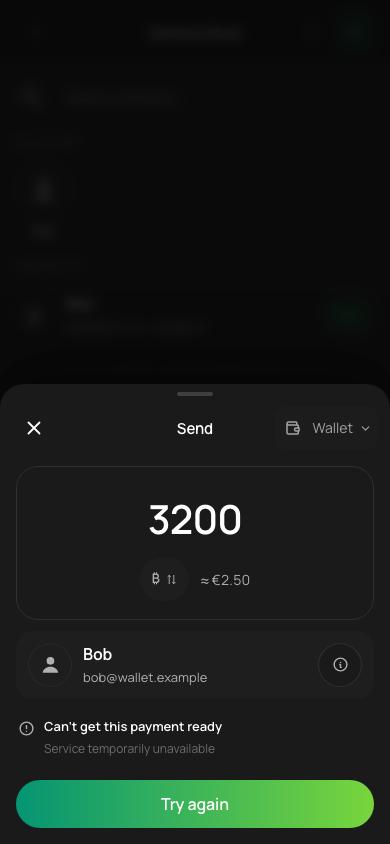 Send
Wallet
3200
₿
≈ €2.50
Bob
bob@wallet.example
Can't get this payment ready
Service temporarily unavailable
Try again